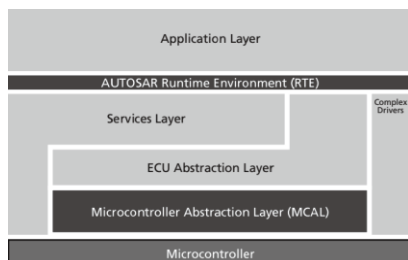 Application Layer
AUTOSAR Runtime Environment (RTE)
Services Layer
Complex
Drivers
ECU Abstraction Layer
Microcontroller Abstraction Layer (MCAL)
Microcontroller